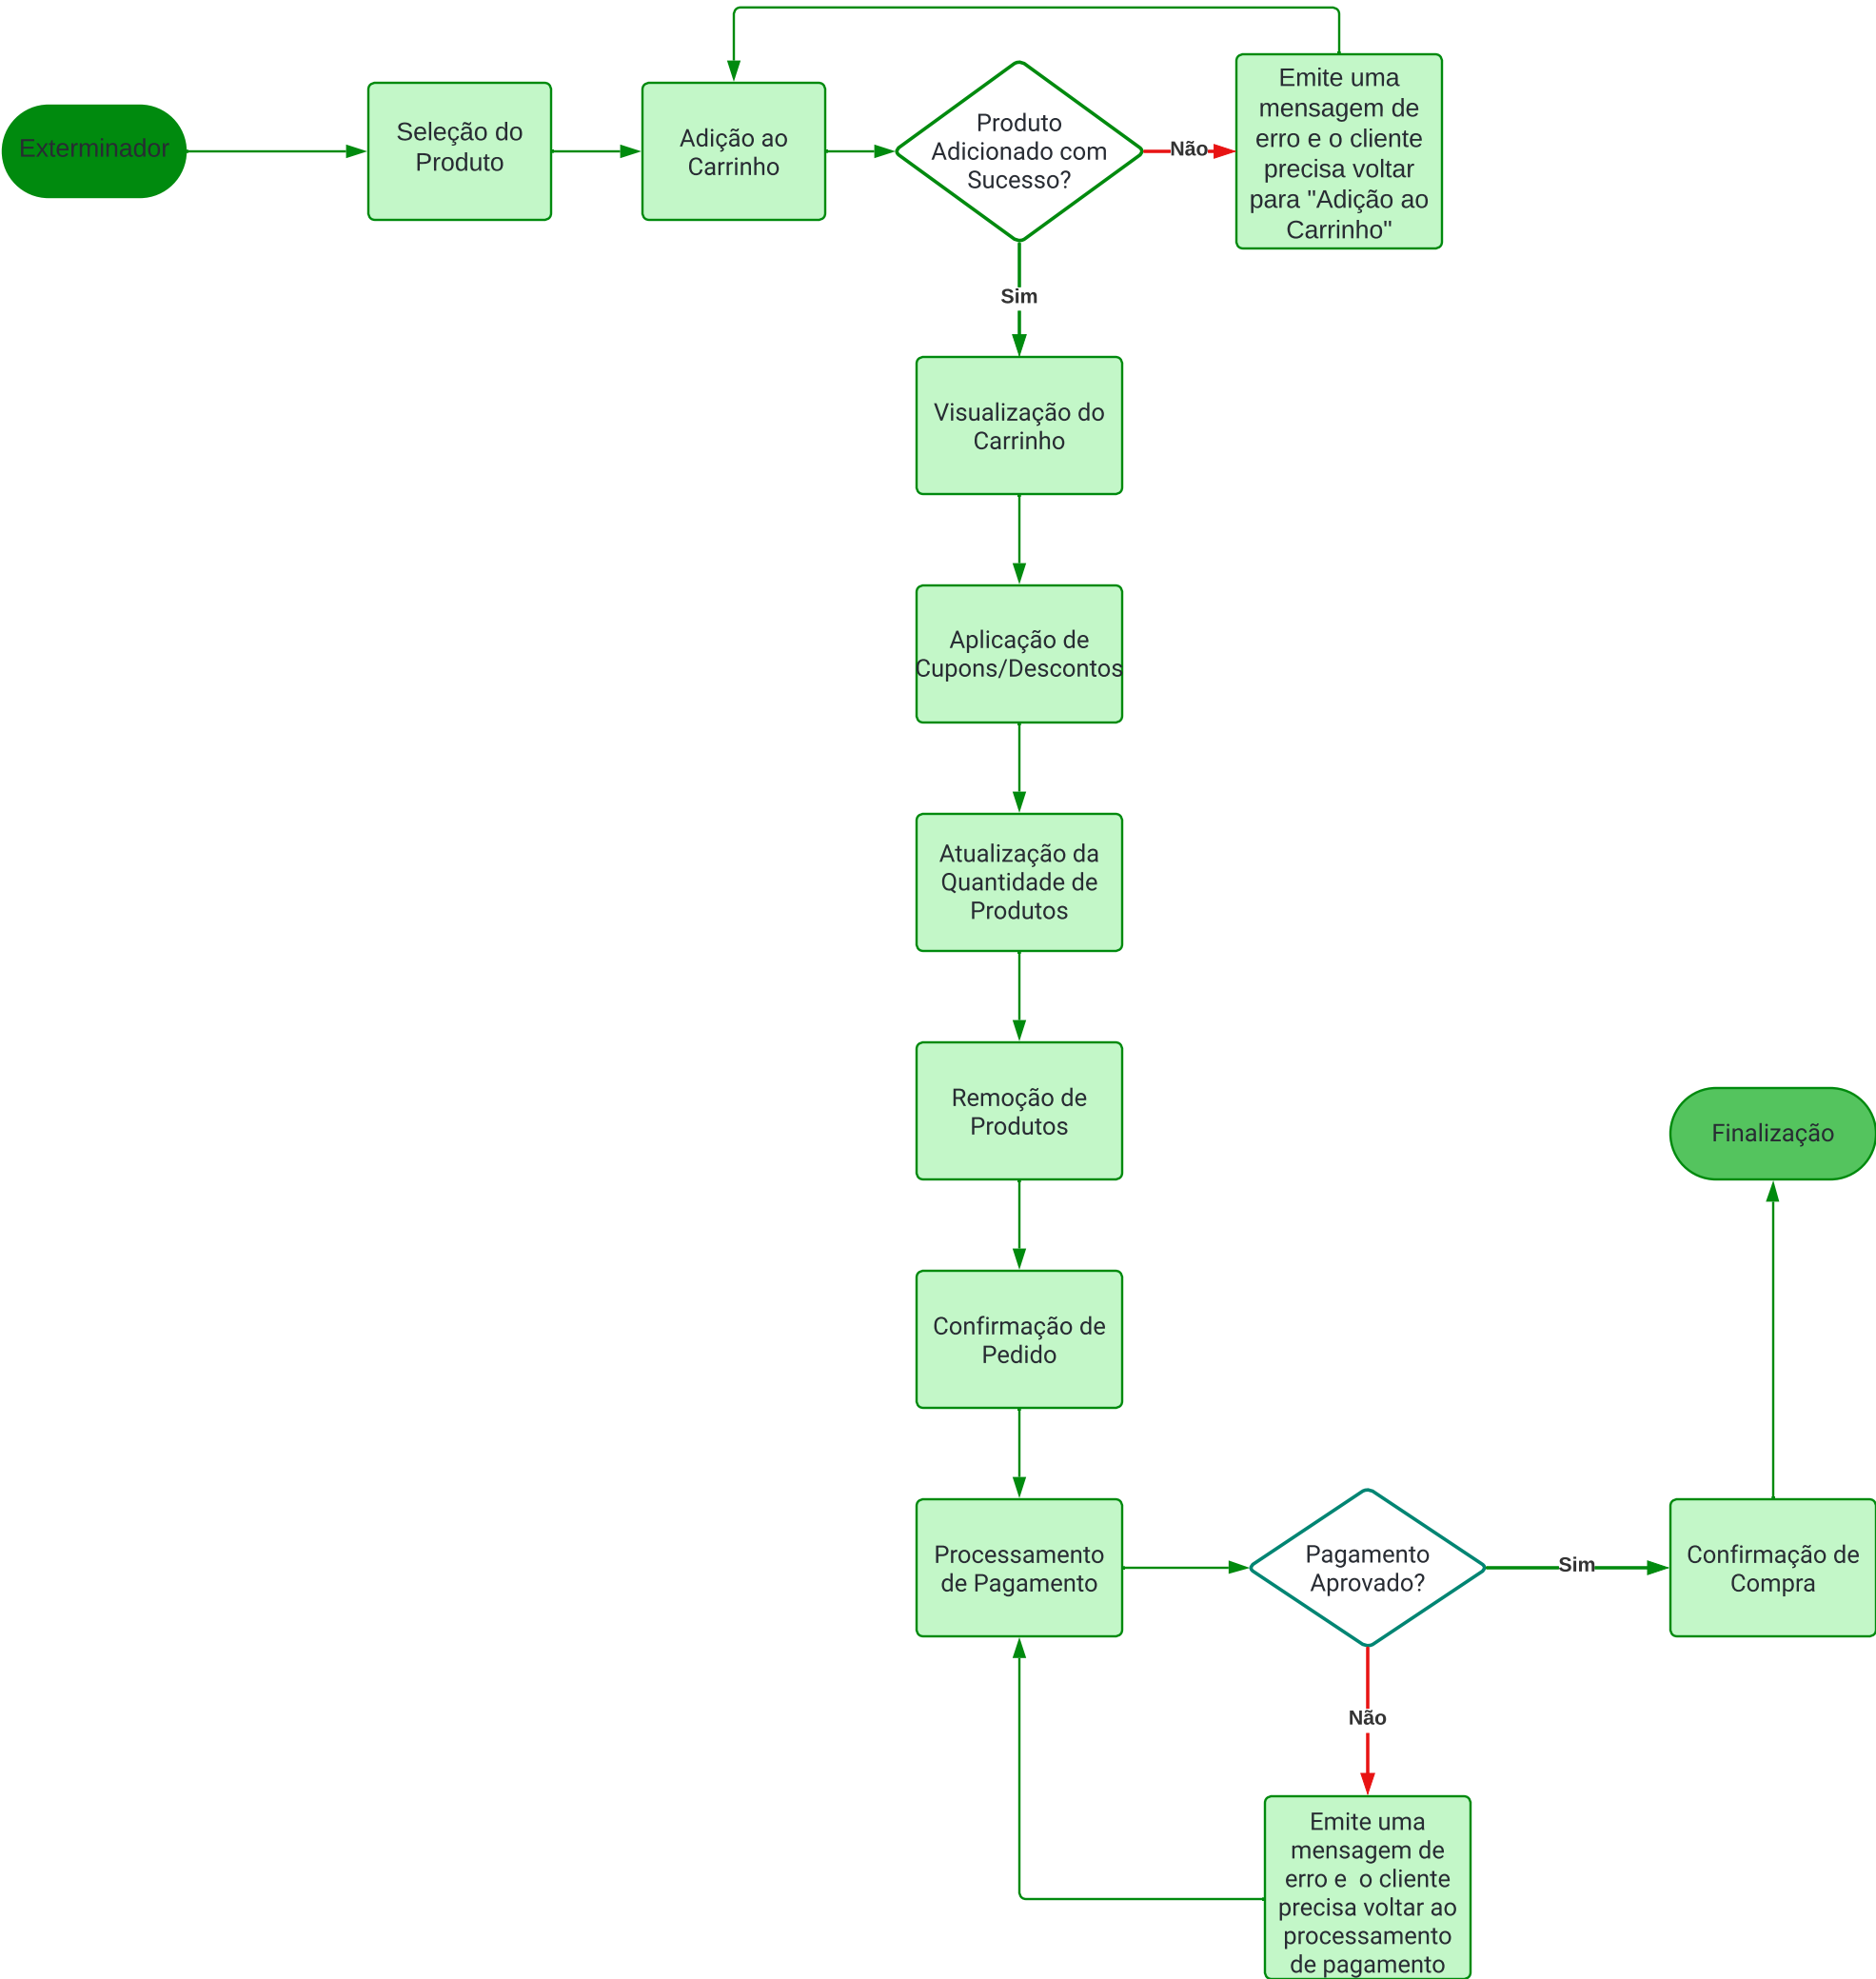 Exterminador
Seleção do
Produto
Adição ao
Carrinho
Produto
Adicionado com
Sucesso?
Não
Emite uma
mensagem de
erro e o cliente
precisa voltar
para "Adição ao
Carrinho"
Sim
Visualização do
Carrinho
Aplicação de
Cupons/Descontos
Atualização da
Quantidade de
Produtos
Remoção de
Produtos
Finalização
Confirmação de
Pedido
Processamento
de Pagamento
Pagamento
Aprovado?
Sim
Confirmação de
Compra
Não
Emite uma
mensagem de
erro e  o cliente
precisa voltar ao
processamento
de pagamento